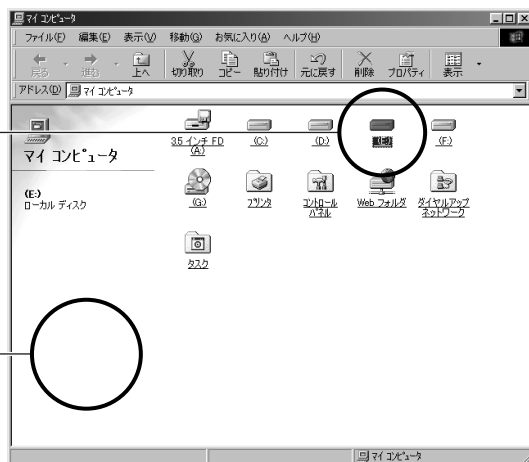 マイ コンピュータ
ファイル(F) 編集(E) 表示(V) 移動(G) お気に入り(A) ヘルプ(H)
戻る 進む 上へ 切り取り コピー 貼り付け 元に戻す 削除 プロパティ 表示
アドレス(D) マイ コンピュータ
マイ コンピュータ
(E:)
ローカル ディスク
3.5 インチ FD
(A:)
(C:) (D:) (E:) (F:)
(G:) プリンタ コントロール
パネル
Web フォルダ ダイヤルアップ
ネットワーク
タスク
マイ コンピュータ